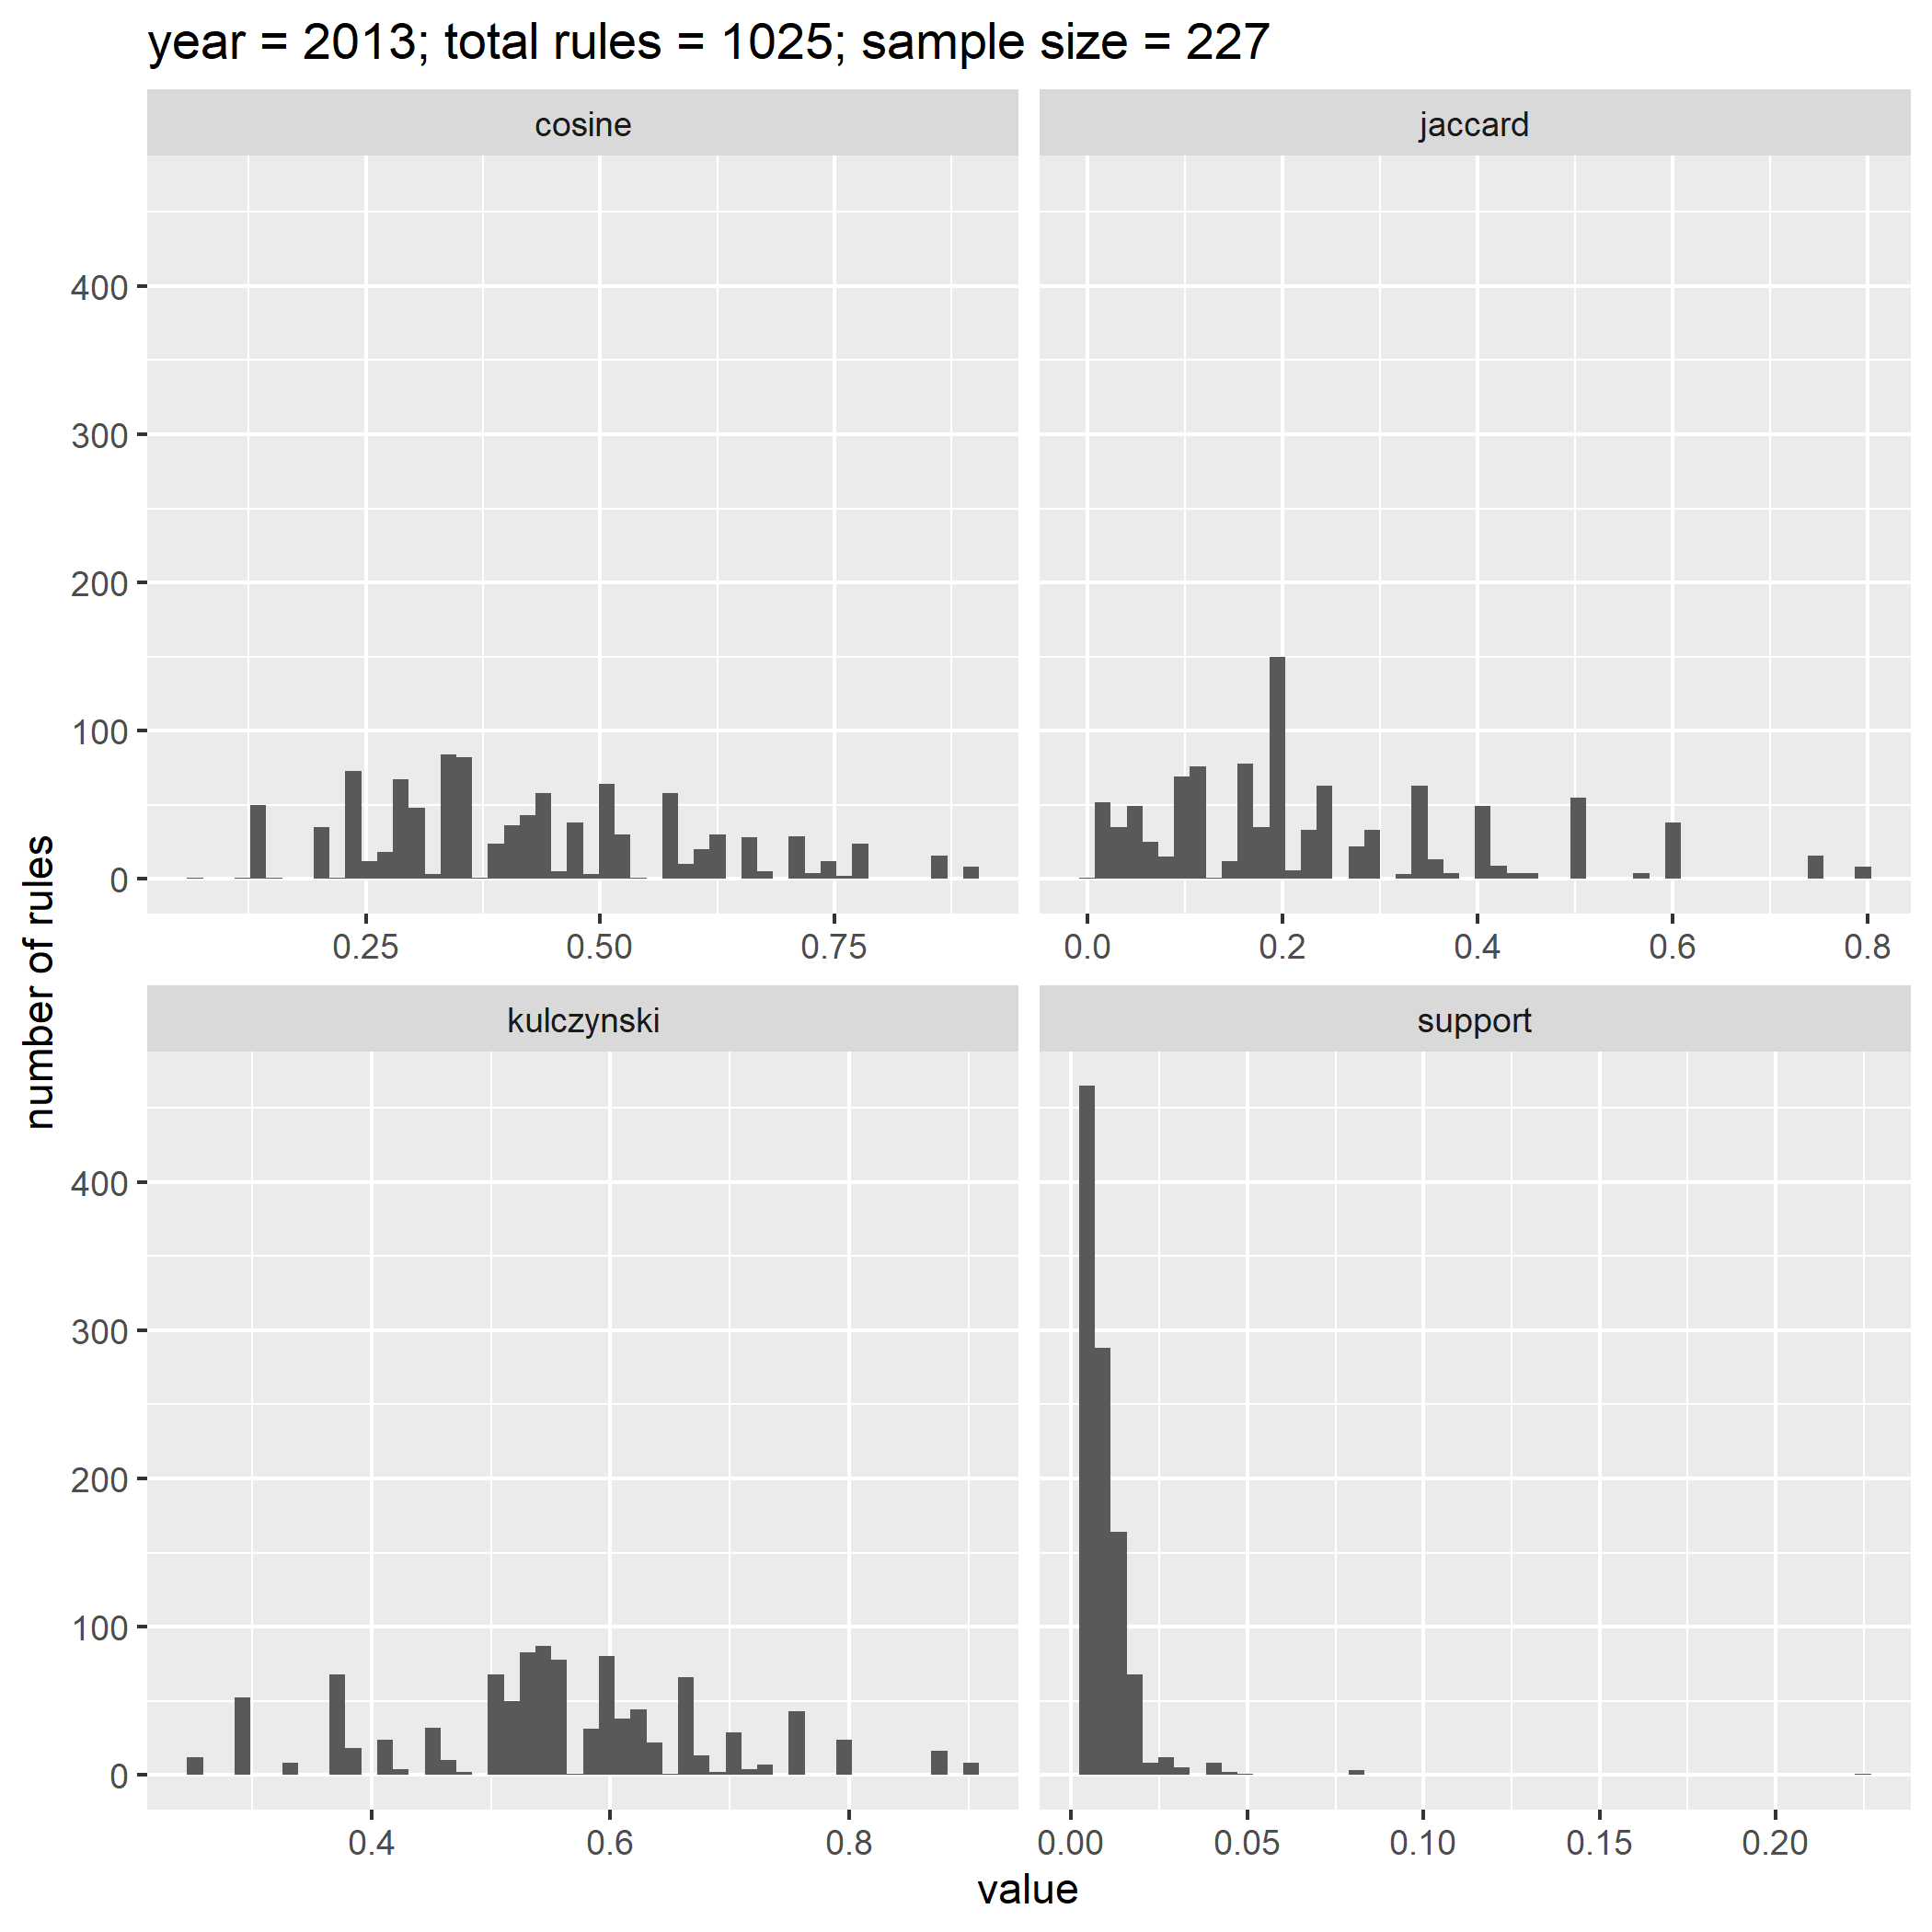 year = 2013; total rules = 1025; sample size = 227
cosine
jaccard
400
300
200
100
0
0.25 0.50 0.75
0.0 0.2 0.4 0.6 0.8
number of rules
kulczynski
support
400
300
200
100
0
0.4 0.6 0.8
0.00 0.05 0.10 0.15 0.20
value